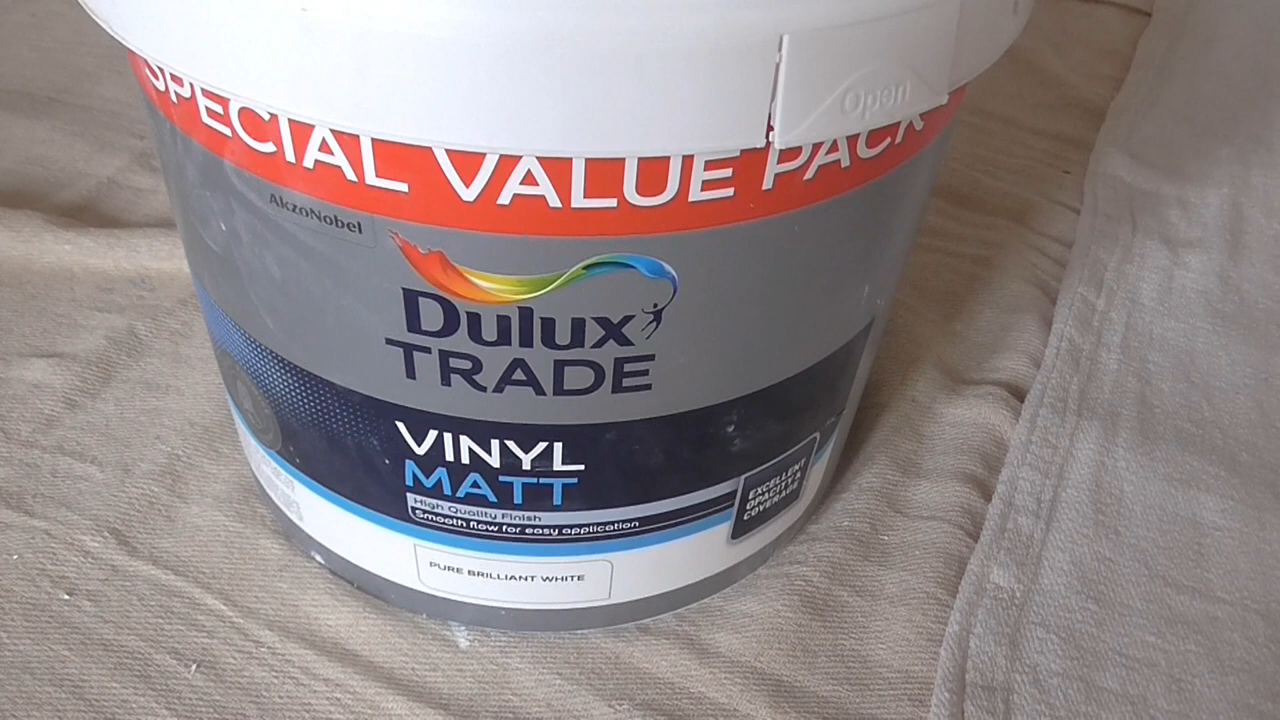 Open
SPECIAL VALUE PACK
AkzoNobel
Dulux
TRADE
VINYL
MATT
High Quality Finish
Smooth flow for easy application
EXCELLENT
OPACITY &
COVERAGE
PURE BRILLIANT WHITE